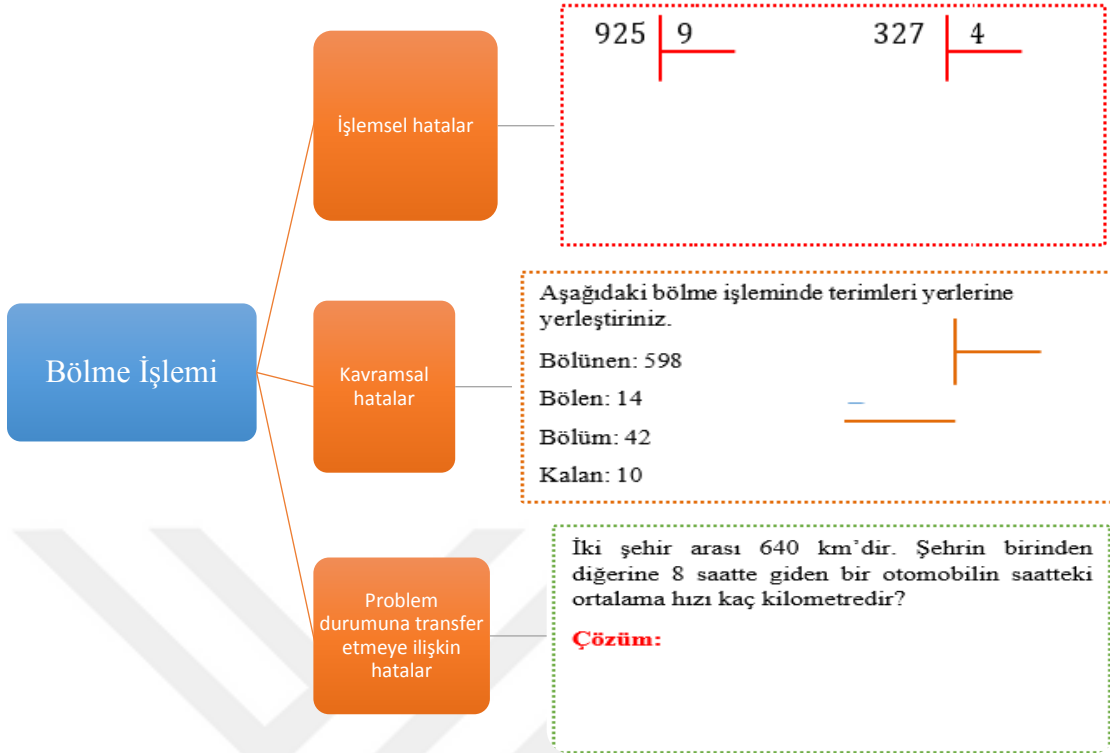 Bölme İşlemi
İşlemsel hatalar
925 9
327 4
Kavramsal
hatalar
Aşağıdaki bölme işleminde terimleri yerlerine
yerleştiriniz.
Bölünen: 598
Bölen: 14
Bölüm: 42
Kalan: 10
Problem
durumuna transfer
etmeye ilişkin
hatalar
İki şehir arası 640 km’dir. Şehrin birinden
diğerine 8 saatte giden bir otomobilin saatteki
ortalama hızı kaç kilometredir?
Çözüm: